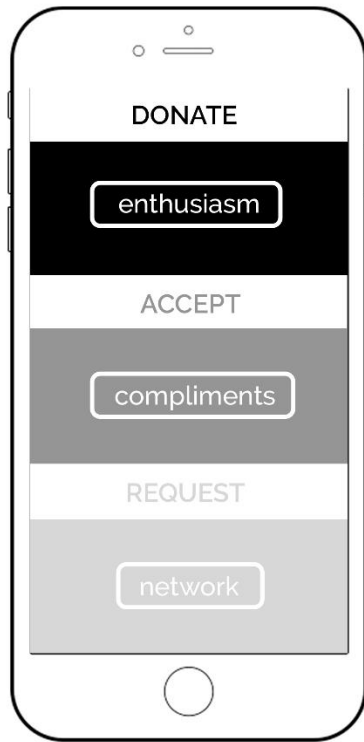 DONATE
enthusiasm
ACCEPT
compliments
REQUEST
network